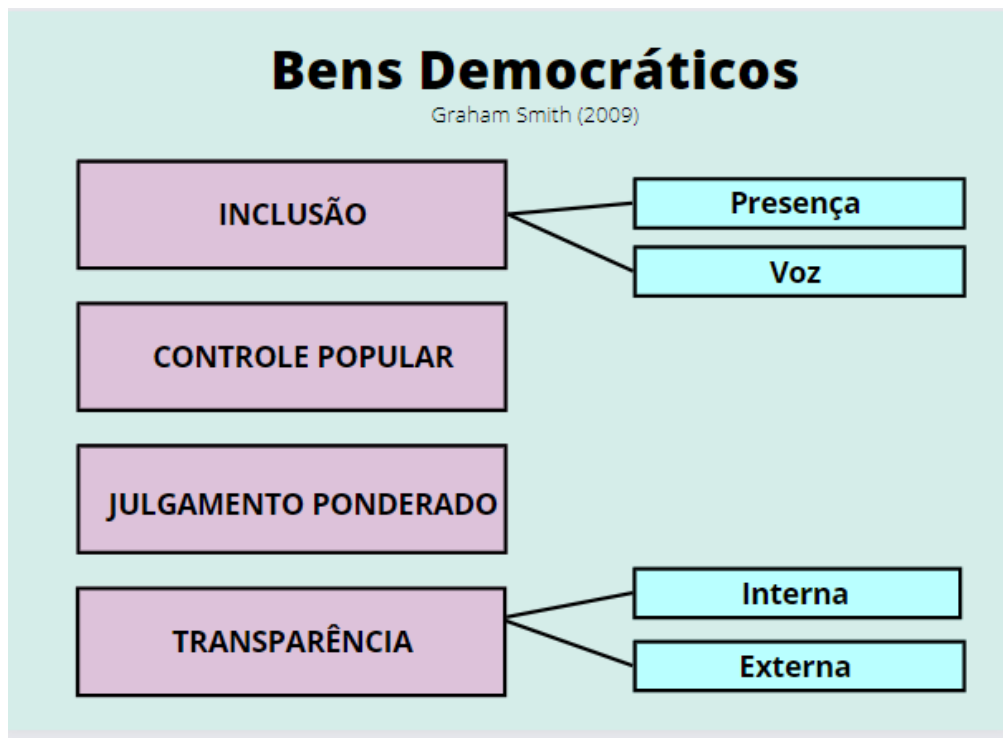 Bens Democráticos
Graham Smith (2009)
INCLUSÃO
Presença
Voz
CONTROLE POPULAR
JULGAMENTO PONDERADO
TRANSPARÊNCIA
Interna
Externa